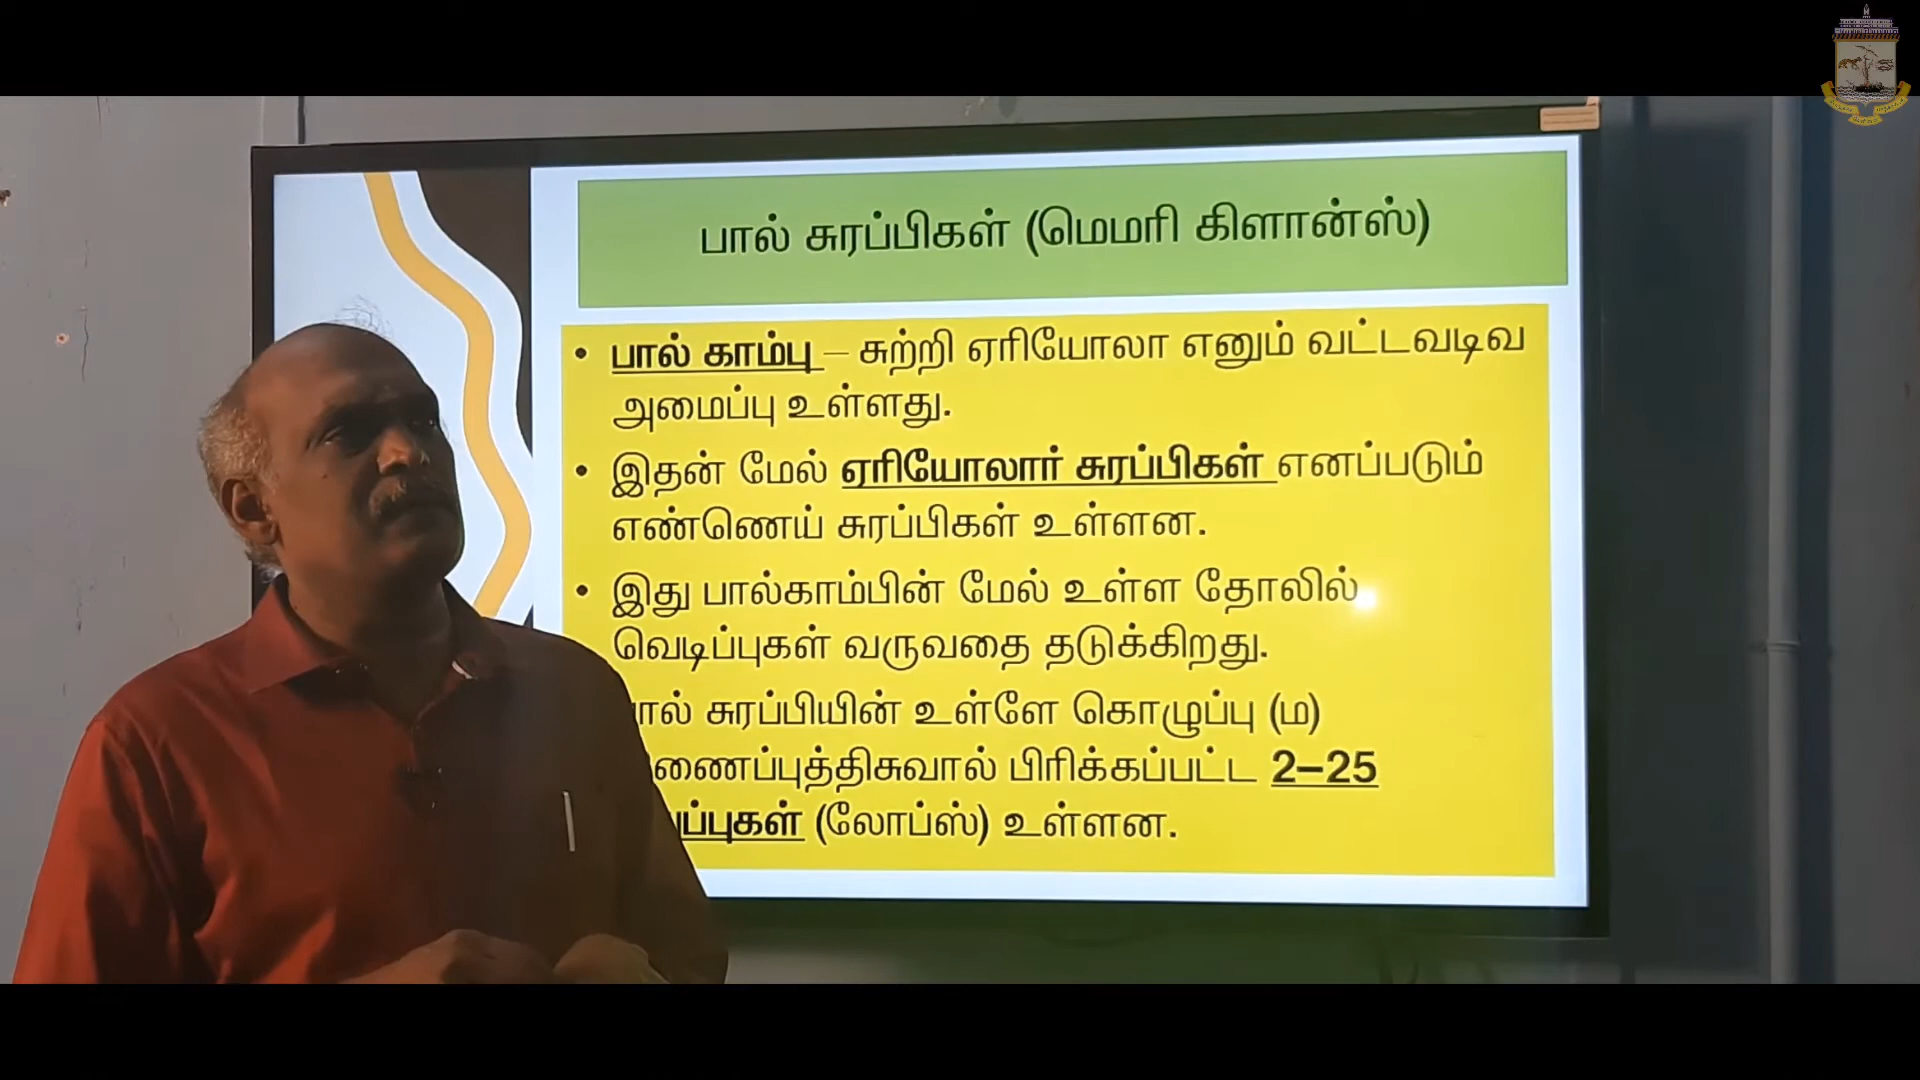 பால் சுரப்பிகள் (மெமரி கிளான்ஸ்)
• பால் காம்பு – சுற்றி ஏரியோலா எனும் வட்டவடிவ
அமைப்பு உள்ளது.
• இதன் மேல் ஏரியோலார் சுரப்பிகள் எனப்படும்
எண்ணெய் சுரப்பிகள் உள்ளன.
• இது பால்காம்பின் மேல் உள்ள தோலில்
வெடிப்புகள் வருவதை தடுக்கிறது.
சுரப்பியின் உள்ளே கொழுப்பு (ம)
பிரிக்கப்பட்ட 2–25
(லோப்ஸ்) உள்ளன.